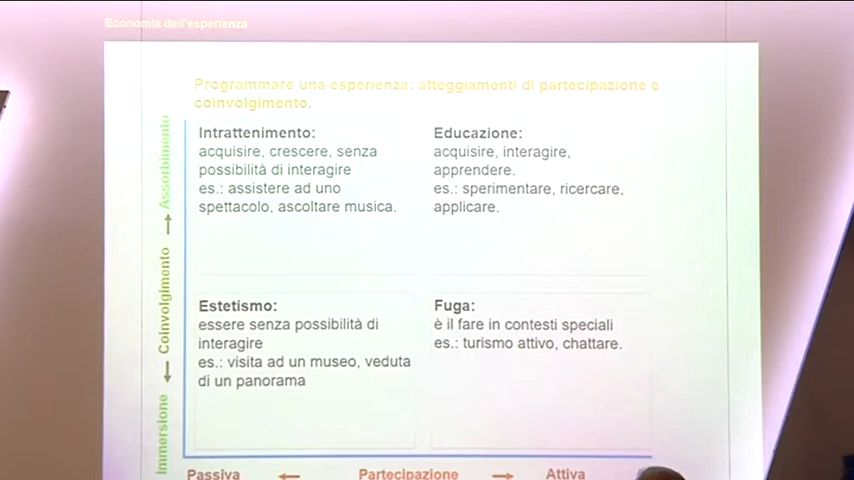 Economia dell'esperienza
Programmare una esperienza: atteggiamenti di partecipazione e
coinvolgimento.
Intrattenimento:
acquisire, crescere, senza
possibilità di interagire
es.: assistere ad uno
spettacolo, ascoltare musica.
Educazione:
acquisire, interagire,
apprendere.
es.: sperimentare, ricercare,
applicare.
Estetismo:
essere senza possibilità di
interagire
es.: visita ad un museo, veduta
di un panorama
Fuga:
è il fare in contesti speciali
es.: turismo attivo, chattare.
Immersione ← Coinvolgimento → Assorbimento
Passiva ← Partecipazione → Attiva